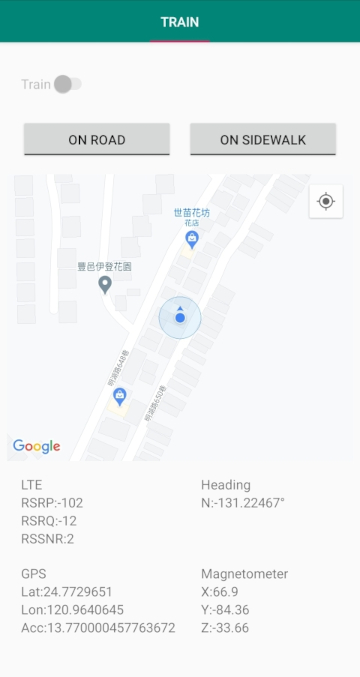 TRAIN
Train
ON ROAD
ON SIDEWALK
世苗花坊
花店
豐邑伊登花園
明湖路648巷
明湖路650巷
Google
LTE
RSRP:-102
RSRQ:-12
RSSNR:2
Heading
N:-131.22467°
GPS
Lat:24.7729651
Lon:120.9640645
Acc:13.770000457763672
Magnetometer
X:66.9
Y:-84.36
Z:-33.66